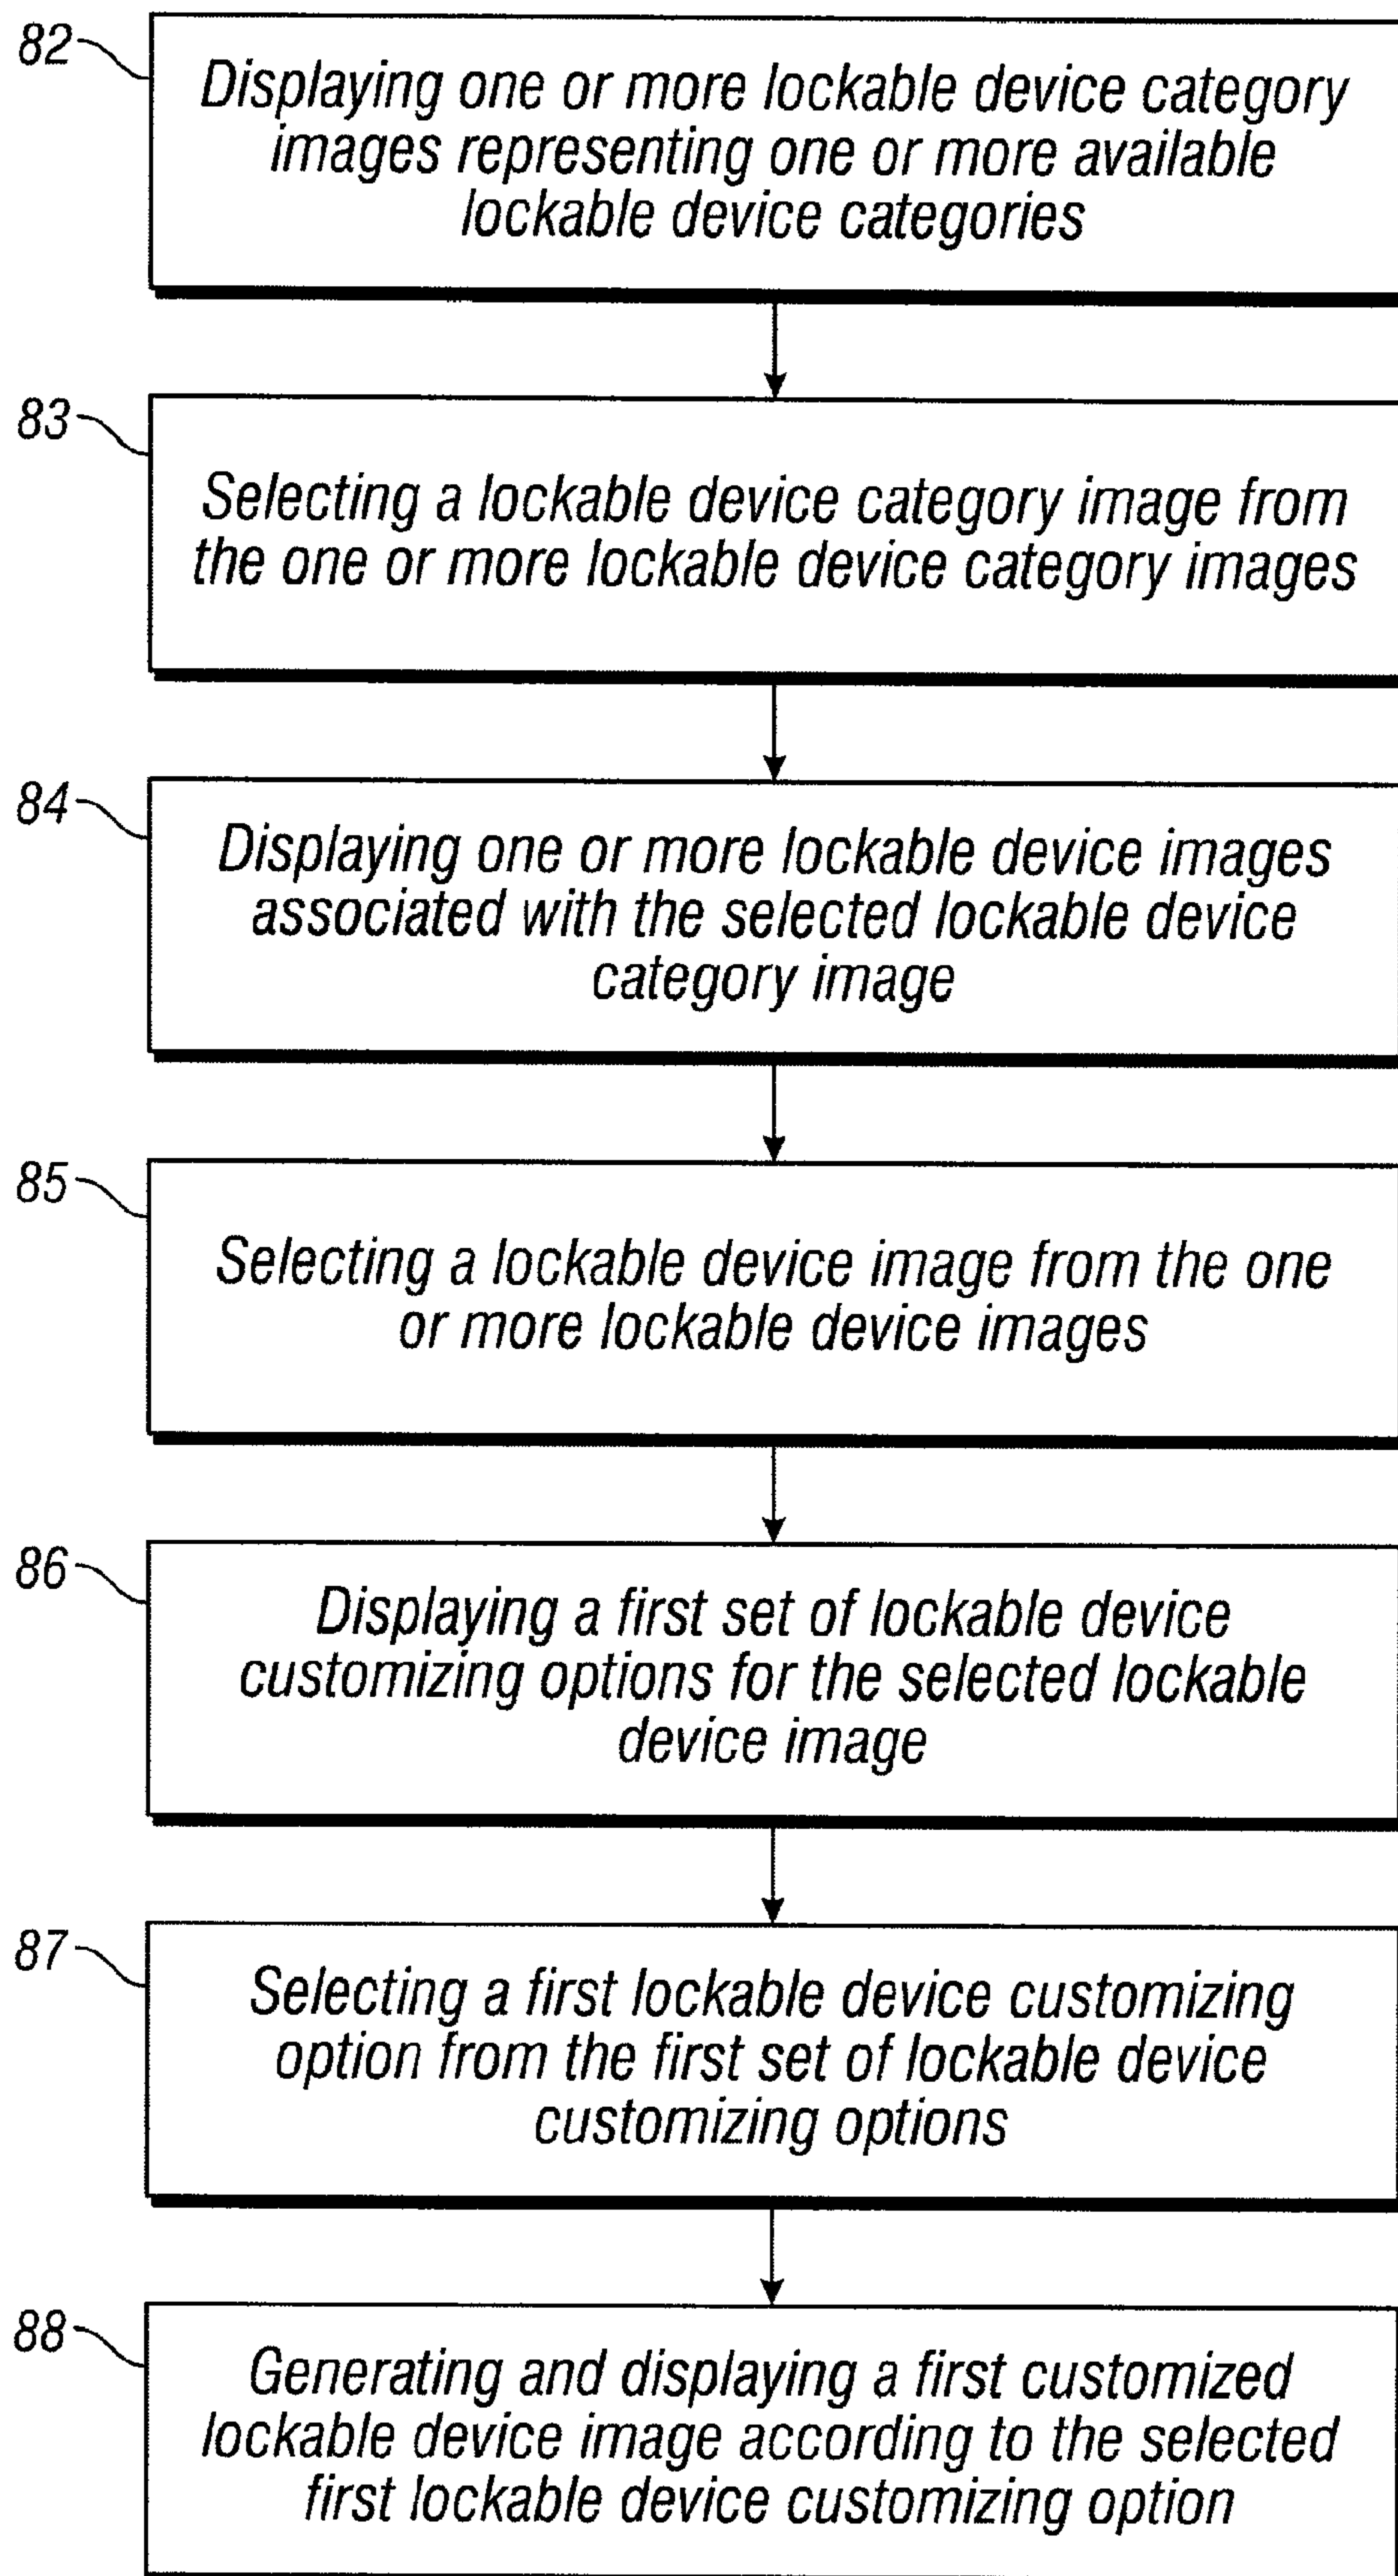 82
Displaying one or more lockable device category
images representing one or more available
lockable device categories
83
Selecting a lockable device category image from
the one or more lockable device category images
84
Displaying one or more lockable device images
associated with the selected lockable device
category image
85
Selecting a lockable device image from the one
or more lockable device images
86
Displaying a first set of lockable device
customizing options for the selected lockable
device image
87
Selecting a first lockable device customizing
option from the first set of lockable device
customizing options
88
Generating and displaying a first customized
lockable device image according to the selected
first lockable device customizing option